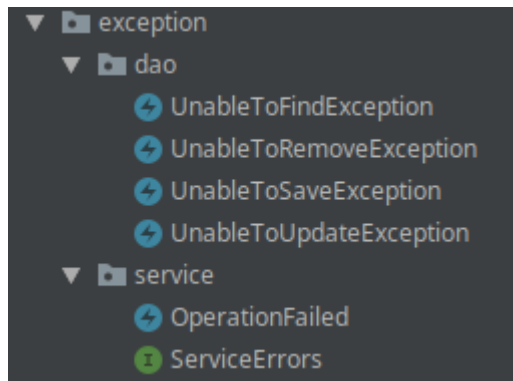 exception
dao
UnableToFindException
UnableToRemoveException
UnableToSaveException
UnableToUpdateException
service
OperationFailed
I ServiceErrors